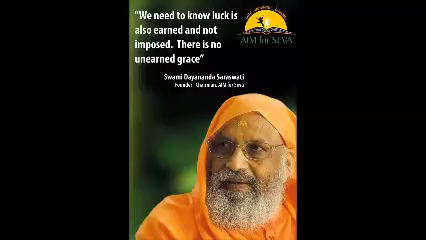 "We need to know luck is
also earned and not
imposed. There is no
unearned grace"
Swami Dayananda Saraswati
Founder Chairman, AIM for Seva
AIM for SEVA